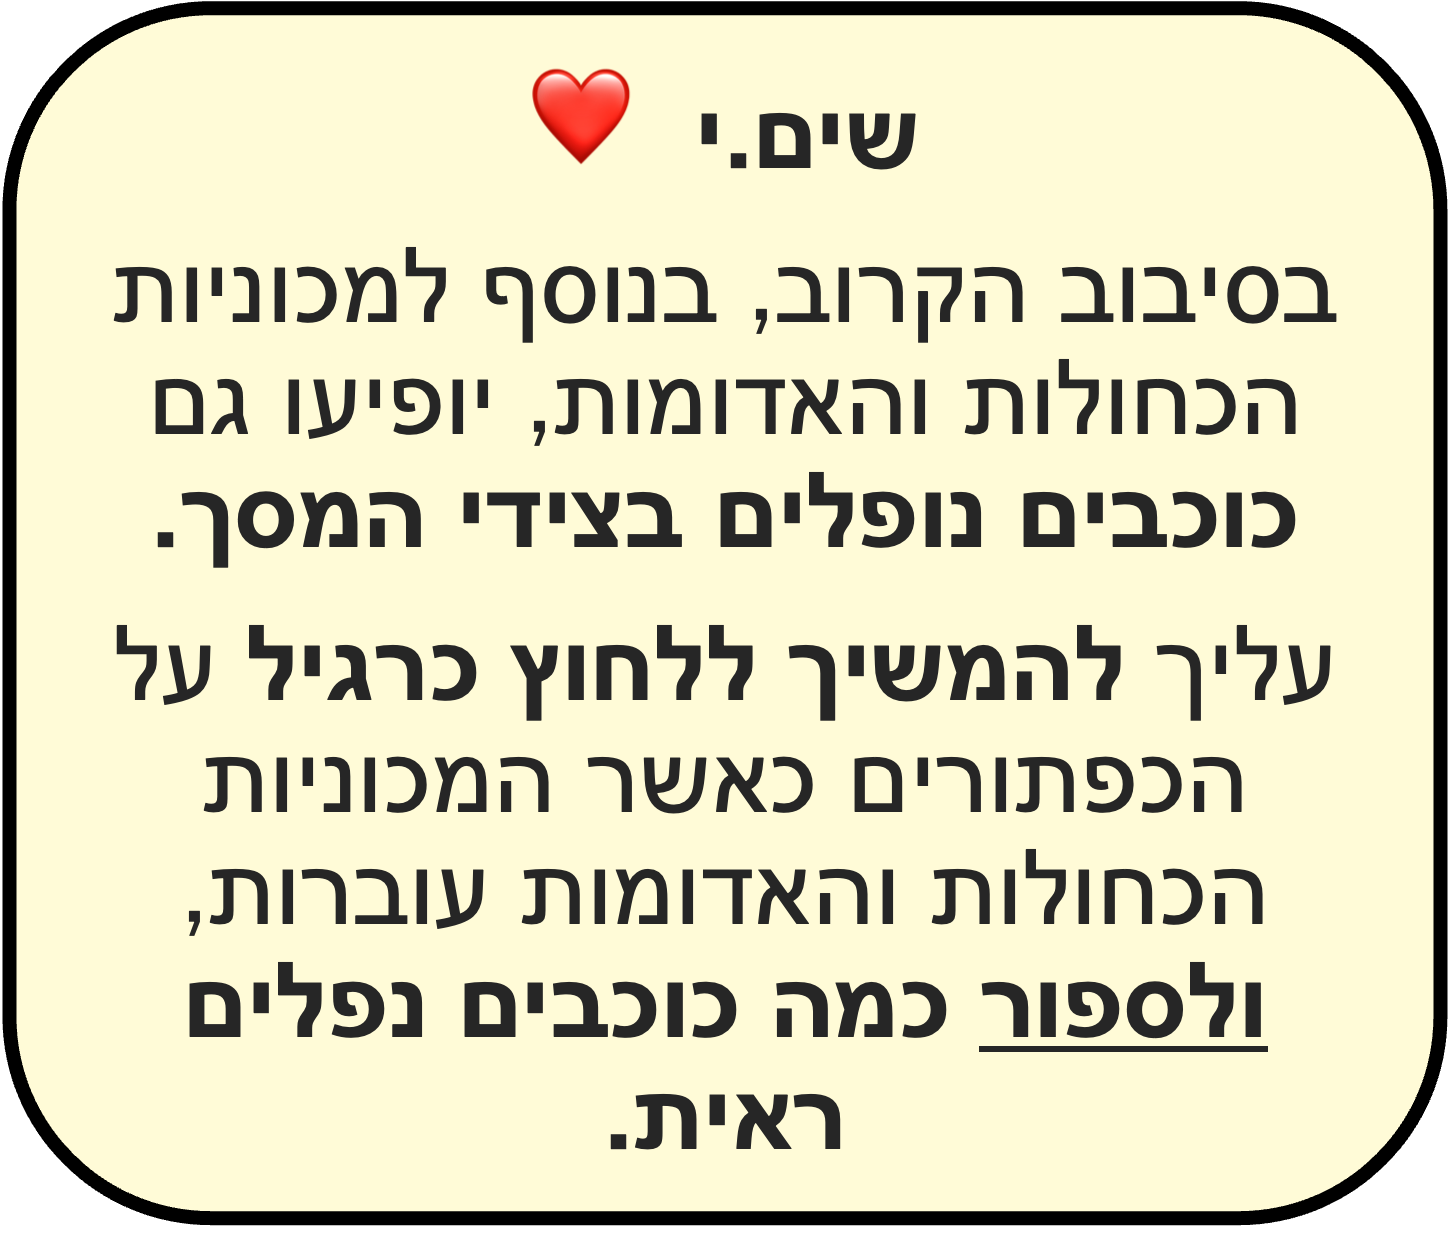 שים.י ❤️
בסיבוב הקרוב, בנוסף למכוניות
הכחולות והאדומות, יופיעו גם
כוכבים נופלים בצידי המסך.
עליך להמשיך ללחוץ כרגיל על
הכפתורים כאשר המכוניות
הכחולות והאדומות עוברות,
ולספור כמה כוכבים נפלים
ראית.